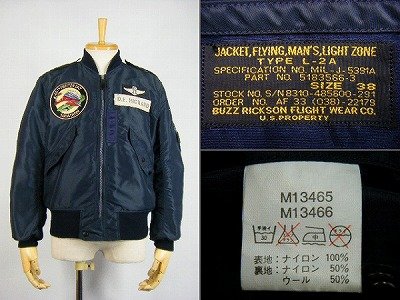 JACKET, FLYING, MAN'S, LIGHT ZONE
TYPE L-2A
SPECIFICATION NO. MIL-J-5391A
PART NO. 5183586-3
SIZE 38
STOCK NO. S/N8310-485600-291
ORDER NO. AF 33 (038)-22179
BUZZ RICKSON FLIGHT WEAR CO.
U.S. PROPERTY
M13465
M13466
表地：ナイロン 100%
裏地：ナイロン 50%
ウール 50%